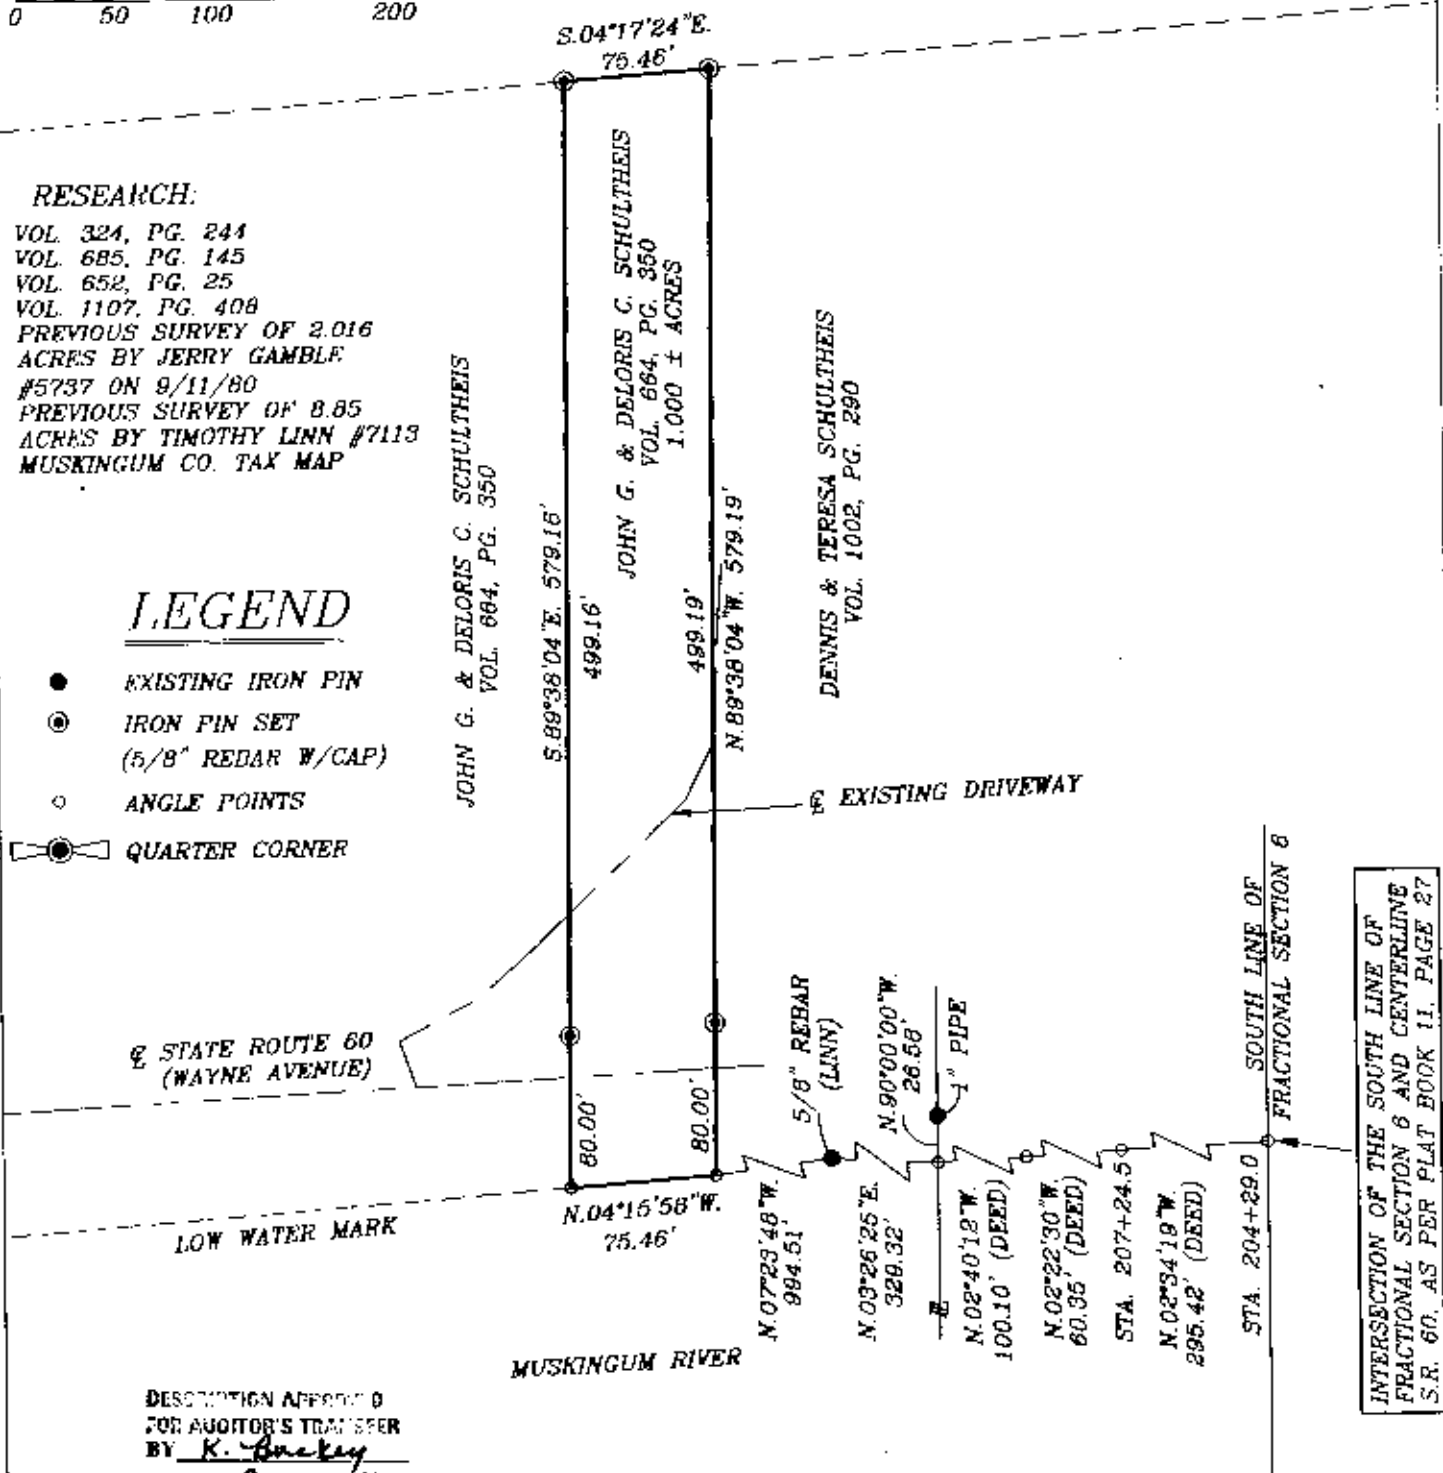 0 50 100 200
S.04°17'24"E.
75.46'
RESEARCH:
VOL. 324, PG. 244
VOL. 685, PG. 145
VOL. 652, PG. 25
VOL. 1107, PG. 408
PREVIOUS SURVEY OF 2.016
ACRES BY JERRY GAMBLE
#5737 ON 9/11/80
PREVIOUS SURVEY OF 8.85
ACRES BY TIMOTHY LINN #7113
MUSKINGUM CO. TAX MAP
JOHN G. & DELORIS C. SCHULTHEIS
VOL. 664, PG. 350
S.89°38'04"E. 579.16'
499.16'
JOHN G. & DELORIS C. SCHULTHEIS
VOL. 664, PG. 350
1.000 ± ACRES
499.19'
N.89°38'04"W. 579.19'
DENNIS & TERESA SCHULTHEIS
VOL. 1002, PG. 290
LEGEND
EXISTING IRON PIN
IRON PIN SET
(5/8" REBAR W/CAP)
ANGLE POINTS
QUARTER CORNER
℄ EXISTING DRIVEWAY
℄ STATE ROUTE 60
(WAYNE AVENUE)
80.00'
80.00'
5/8" REBAR
(LINN)
N.90°00'00"W.
26.58'
1" PIPE
SOUTH LINE OF
FRACTIONAL SECTION 6
LOW WATER MARK
N.04°15'58"W.
75.46'
N.07°23'48"W.
994.51'
N.03°26'25"E.
329.32'
N.02°40'12"W.
100.10' (DEED)
N.02°22'30"W.
60.35' (DEED)
STA. 207+24.5
N.02°34'19"W.
295.42' (DEED)
STA. 204+29.0
INTERSECTION OF THE SOUTH LINE OF
FRACTIONAL SECTION 6 AND CENTERLINE
S.R. 60, AS PER PLAT BOOK 11, PAGE 27
MUSKINGUM RIVER
DESCRIPTION APPROVED
FOR AUDITOR'S TRANSFER
BY K.